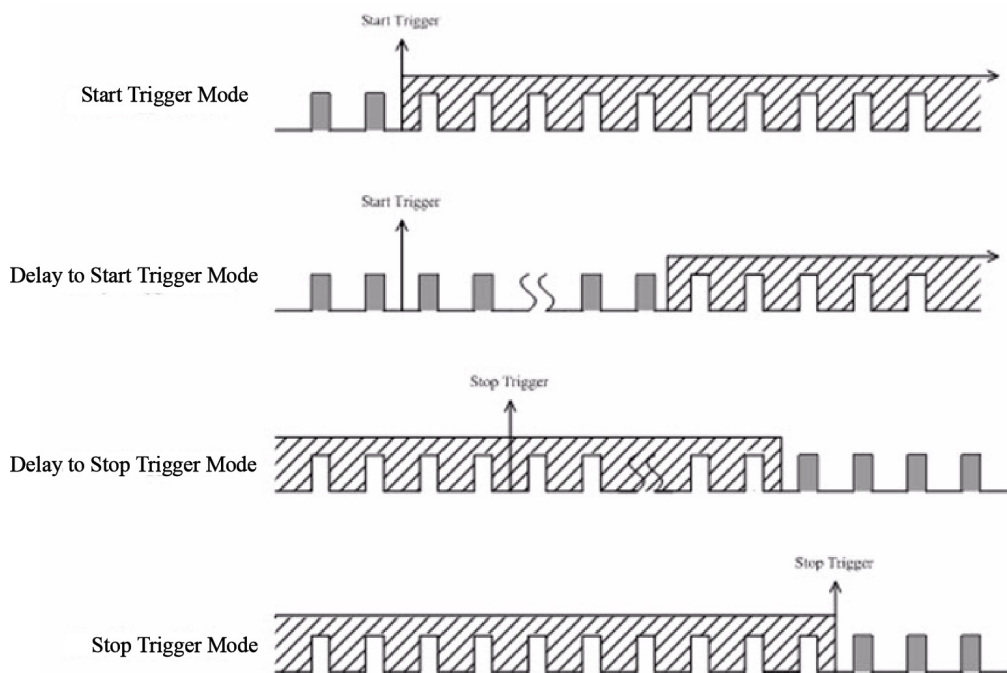 Start Trigger
Start Trigger Mode
Start Trigger
Delay to Start Trigger Mode
Stop Trigger
Delay to Stop Trigger Mode
Stop Trigger
Stop Trigger Mode